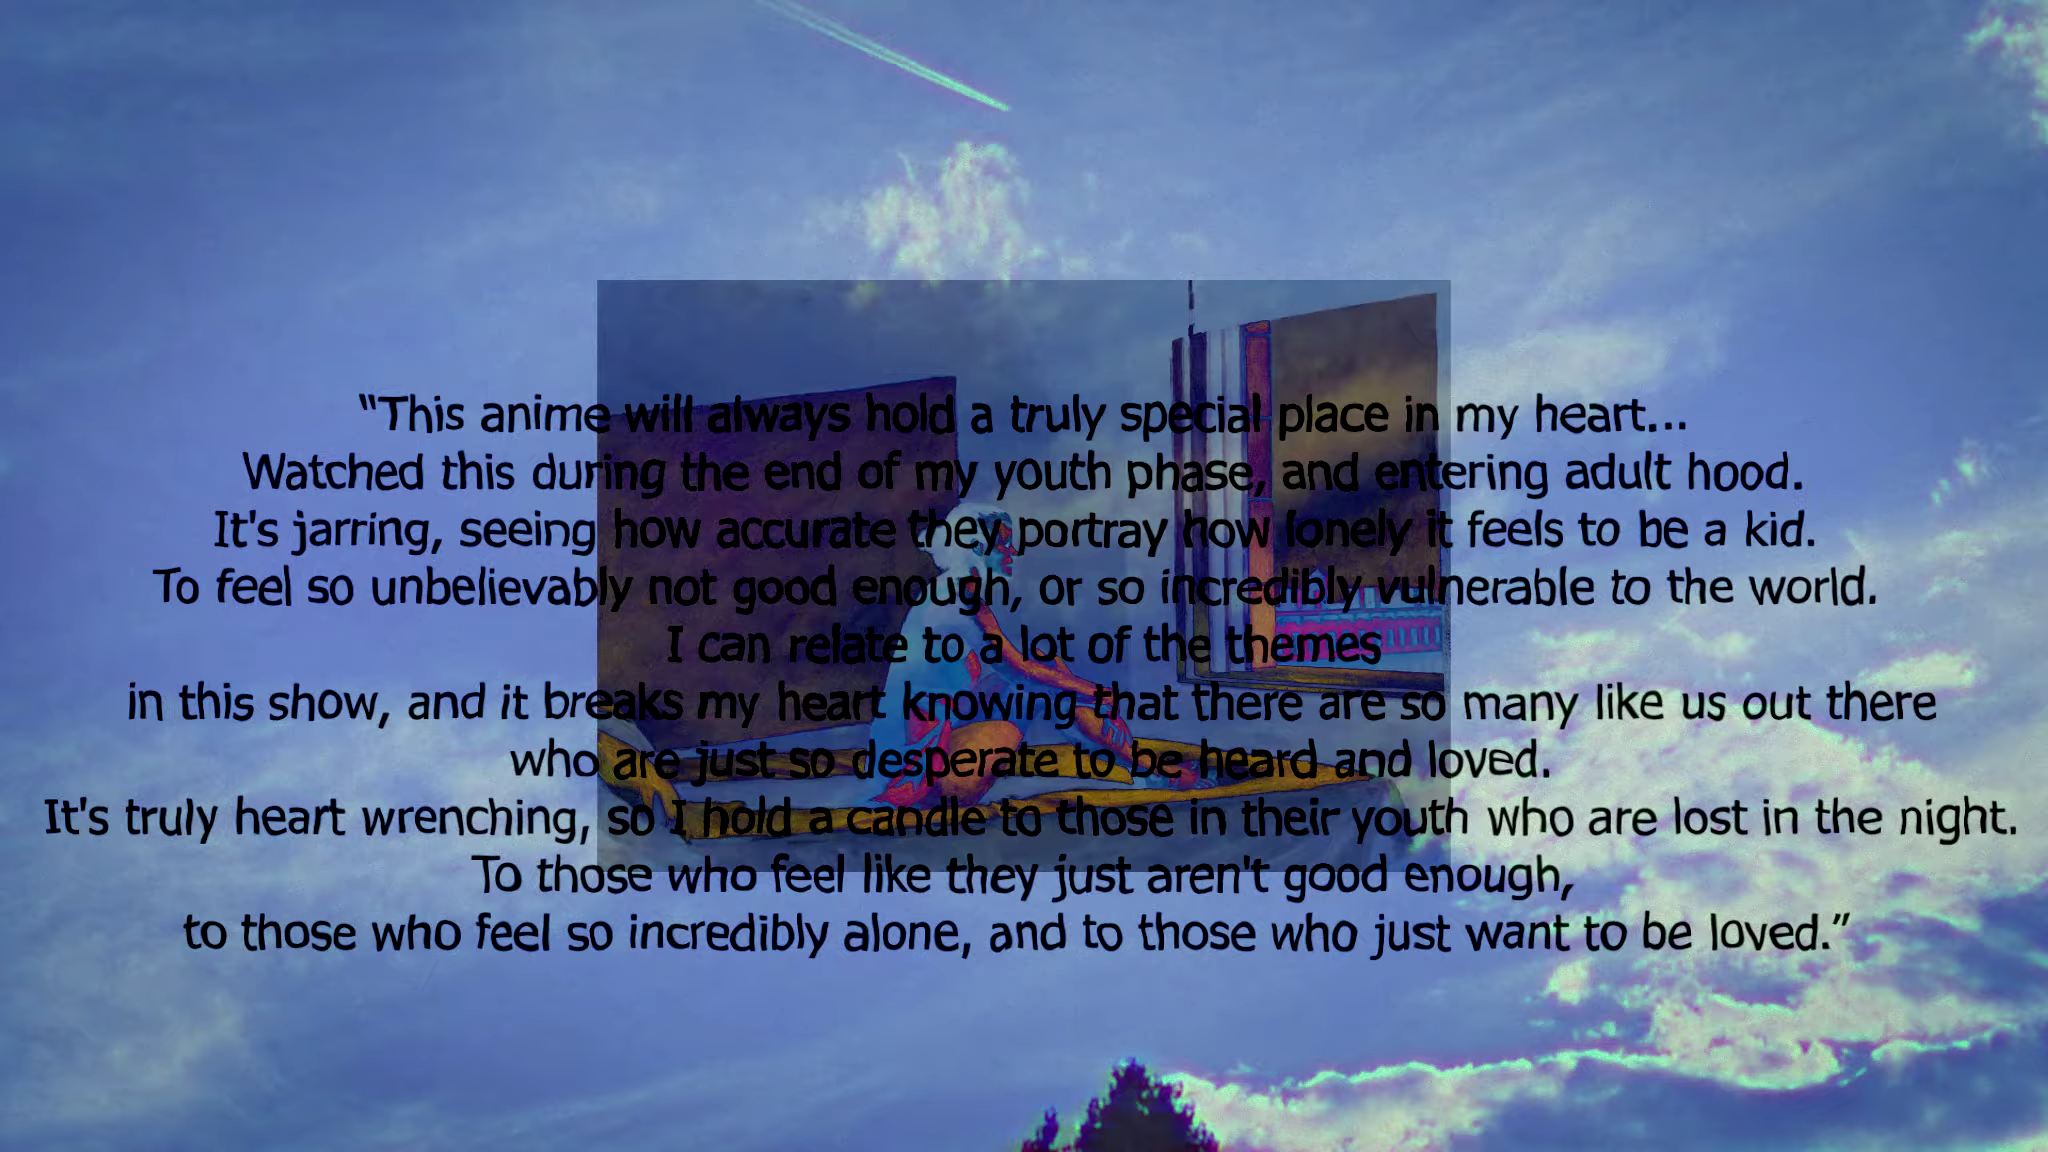 “This anime will always hold a truly special place in my heart...
Watched this during the end of my youth phase, and entering adult hood.
It's jarring, seeing how accurate they portray how lonely it feels to be a kid.
To feel so unbelievably not good enough, or so incredibly vulnerable to the world.
I can relate to a lot of the themes
in this show, and it breaks my heart knowing that there are so many like us out there
who are just so desperate to be heard and loved.
It's truly heart wrenching, so I hold a candle to those in their youth who are lost in the night.
To those who feel like they just aren't good enough,
to those who feel so incredibly alone, and to those who just want to be loved.”